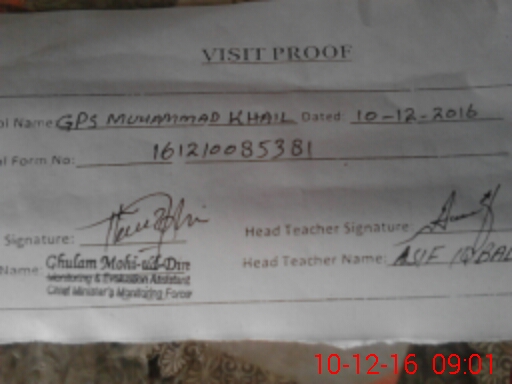 VISIT PROOF
ol Name: GPS MUHAMMAD KHAIL Dated: 10-12-2016
al Form No: 161210085381
Signature: Head Teacher Signature
Name: Ghulam Mohi-ud-Din Head Teacher Name: ASIF IQBAL
Monitoring & Evaluation Assistant
Chief Minister's Monitoring Force
10-12-16 09:01